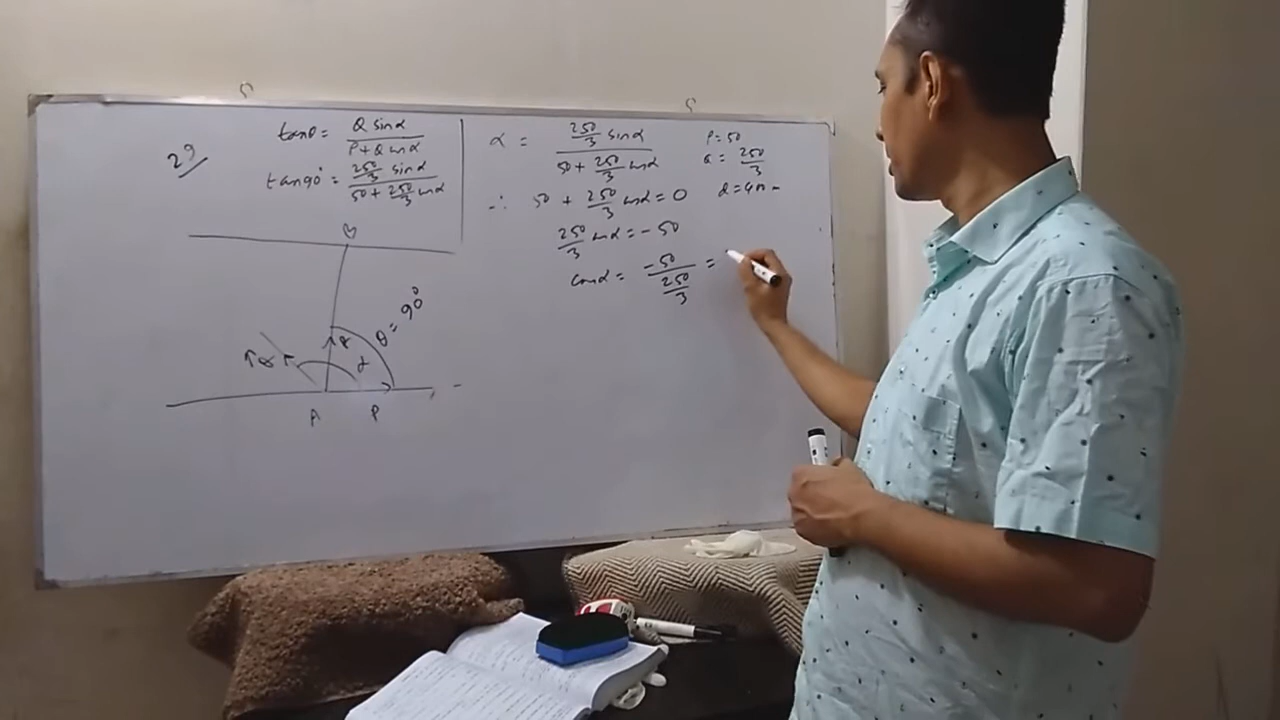 29
tanθ = Q sinα / P + Q cosα
tan90° = 250/3 sinα / 50 + 250/3 cosα
θ = 90°
α
A P
α = 250/3 sinα / 50 + 250/3 cosα
∴ 50 + 250/3 cosα = 0
250/3 cosα = -50
cosα = -50 / 250/3 =
P = 50
Q = 250/3